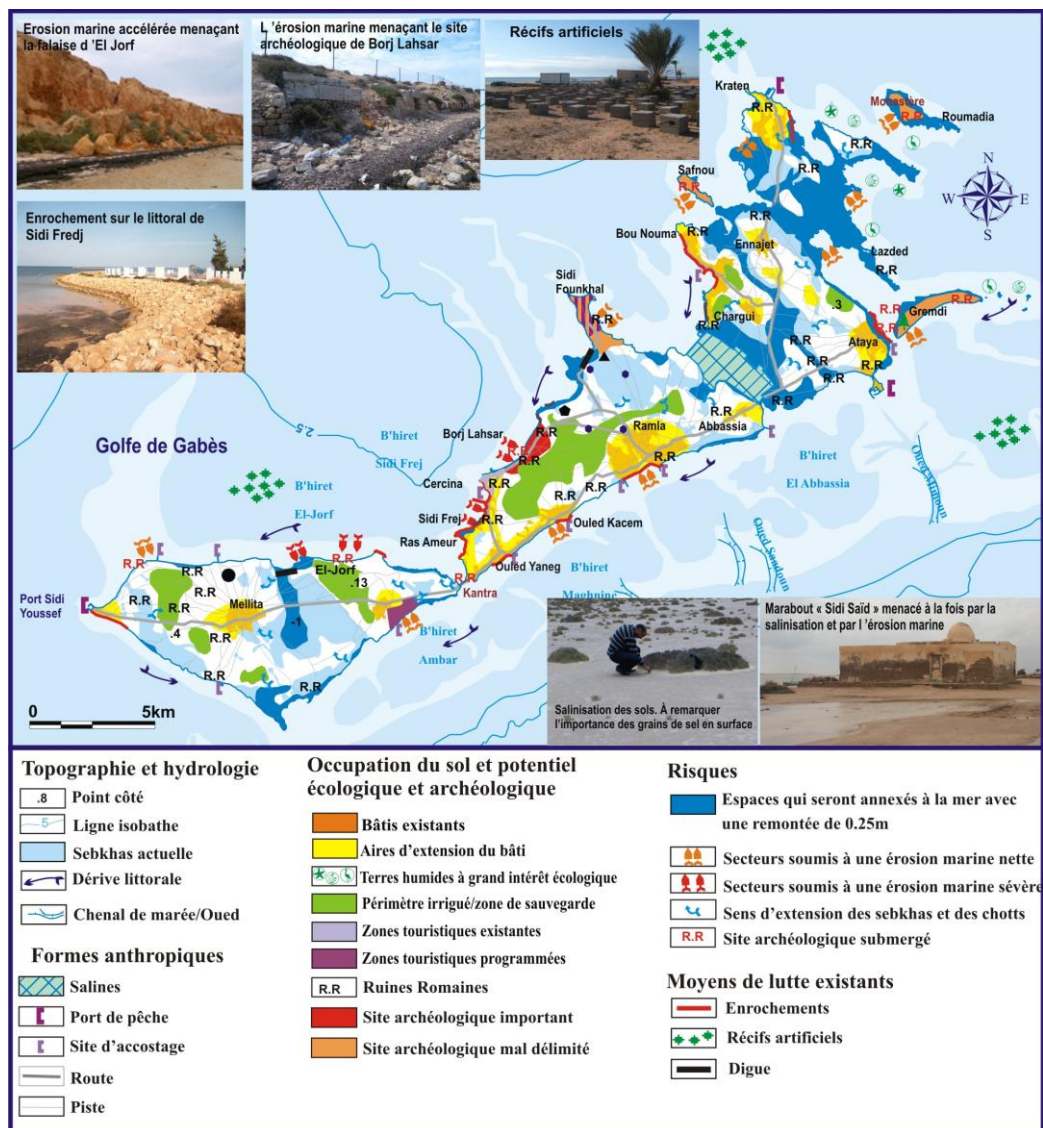 Erosion marine accélérée menaçant
la falaise d 'El Jorf
L 'érosion marine menaçant le site
archéologique de Borj Lahsar
Récifs artificiels
Enrochement sur le littoral de
Sidi Fredj
Kraten
R.R
Monastère
R.R
Roumadia
R.R
R.R
Safnou
R.R
N
W
E
S
R.R
Bou Nouma
R.R
Ennajet
Lazded
R.R
Sidi
Founkhal
R.R
Chargui
R.R
.3
R.R
R.R
Gremdi
R.R
Ataya
R.R
R.R
R.R
R.R
R.R
R.R
2.5
Golfe de Gabès
B'hiret
Sidi Frej
Borj Lahsar
R.R
R.R
R.R
Ramla
R.R
Abbassia
R.R
B'hiret
El Abbassia
Oued Mimoun
Oued Saadoun
Cercina
R.R
R.R
R.R
Sidi Frej
R.R
Ouled Kacem
Ras Ameur
Ouled Yaneg
B'hiret
Maghnine
B'hiret
El-Jorf
R.R
R.R
R.R
El-Jorf
.13
R.R
Kantra
Port Sidi
Youssef
R.R
R.R
R.R
Mellita
-1
.4
R.R
R.R
R.R
B'hiret
Ambar
0
5km
Salinisation des sols. À remarquer
l'importance des grains de sel en surface
Marabout « Sidi Saïd » menacé à la fois par la
salinisation et par l 'érosion marine
Topographie et hydrologie
.8 Point côté
5 Ligne isobathe
Sebkhas actuelle
Dérive littorale
Chenal de marée/Oued
Formes anthropiques
Salines
Port de pêche
Site d'accostage
Route
Piste
Occupation du sol et potentiel
écologique et archéologique
Bâtis existants
Aires d'extension du bâti
Terres humides à grand intérêt écologique
Périmètre irrigué/zone de sauvegarde
Zones touristiques existantes
Zones touristiques programmées
R.R Ruines Romaines
Site archéologique important
Site archéologique mal délimité
Risques
Espaces qui seront annexés à la mer avec
une remontée de 0.25m
Secteurs soumis à une érosion marine nette
Secteurs soumis à une érosion marine sévère
Sens d'extension des sebkhas et des chotts
R.R Site archéologique submergé
Moyens de lutte existants
Enrochements
Récifs artificiels
Digue